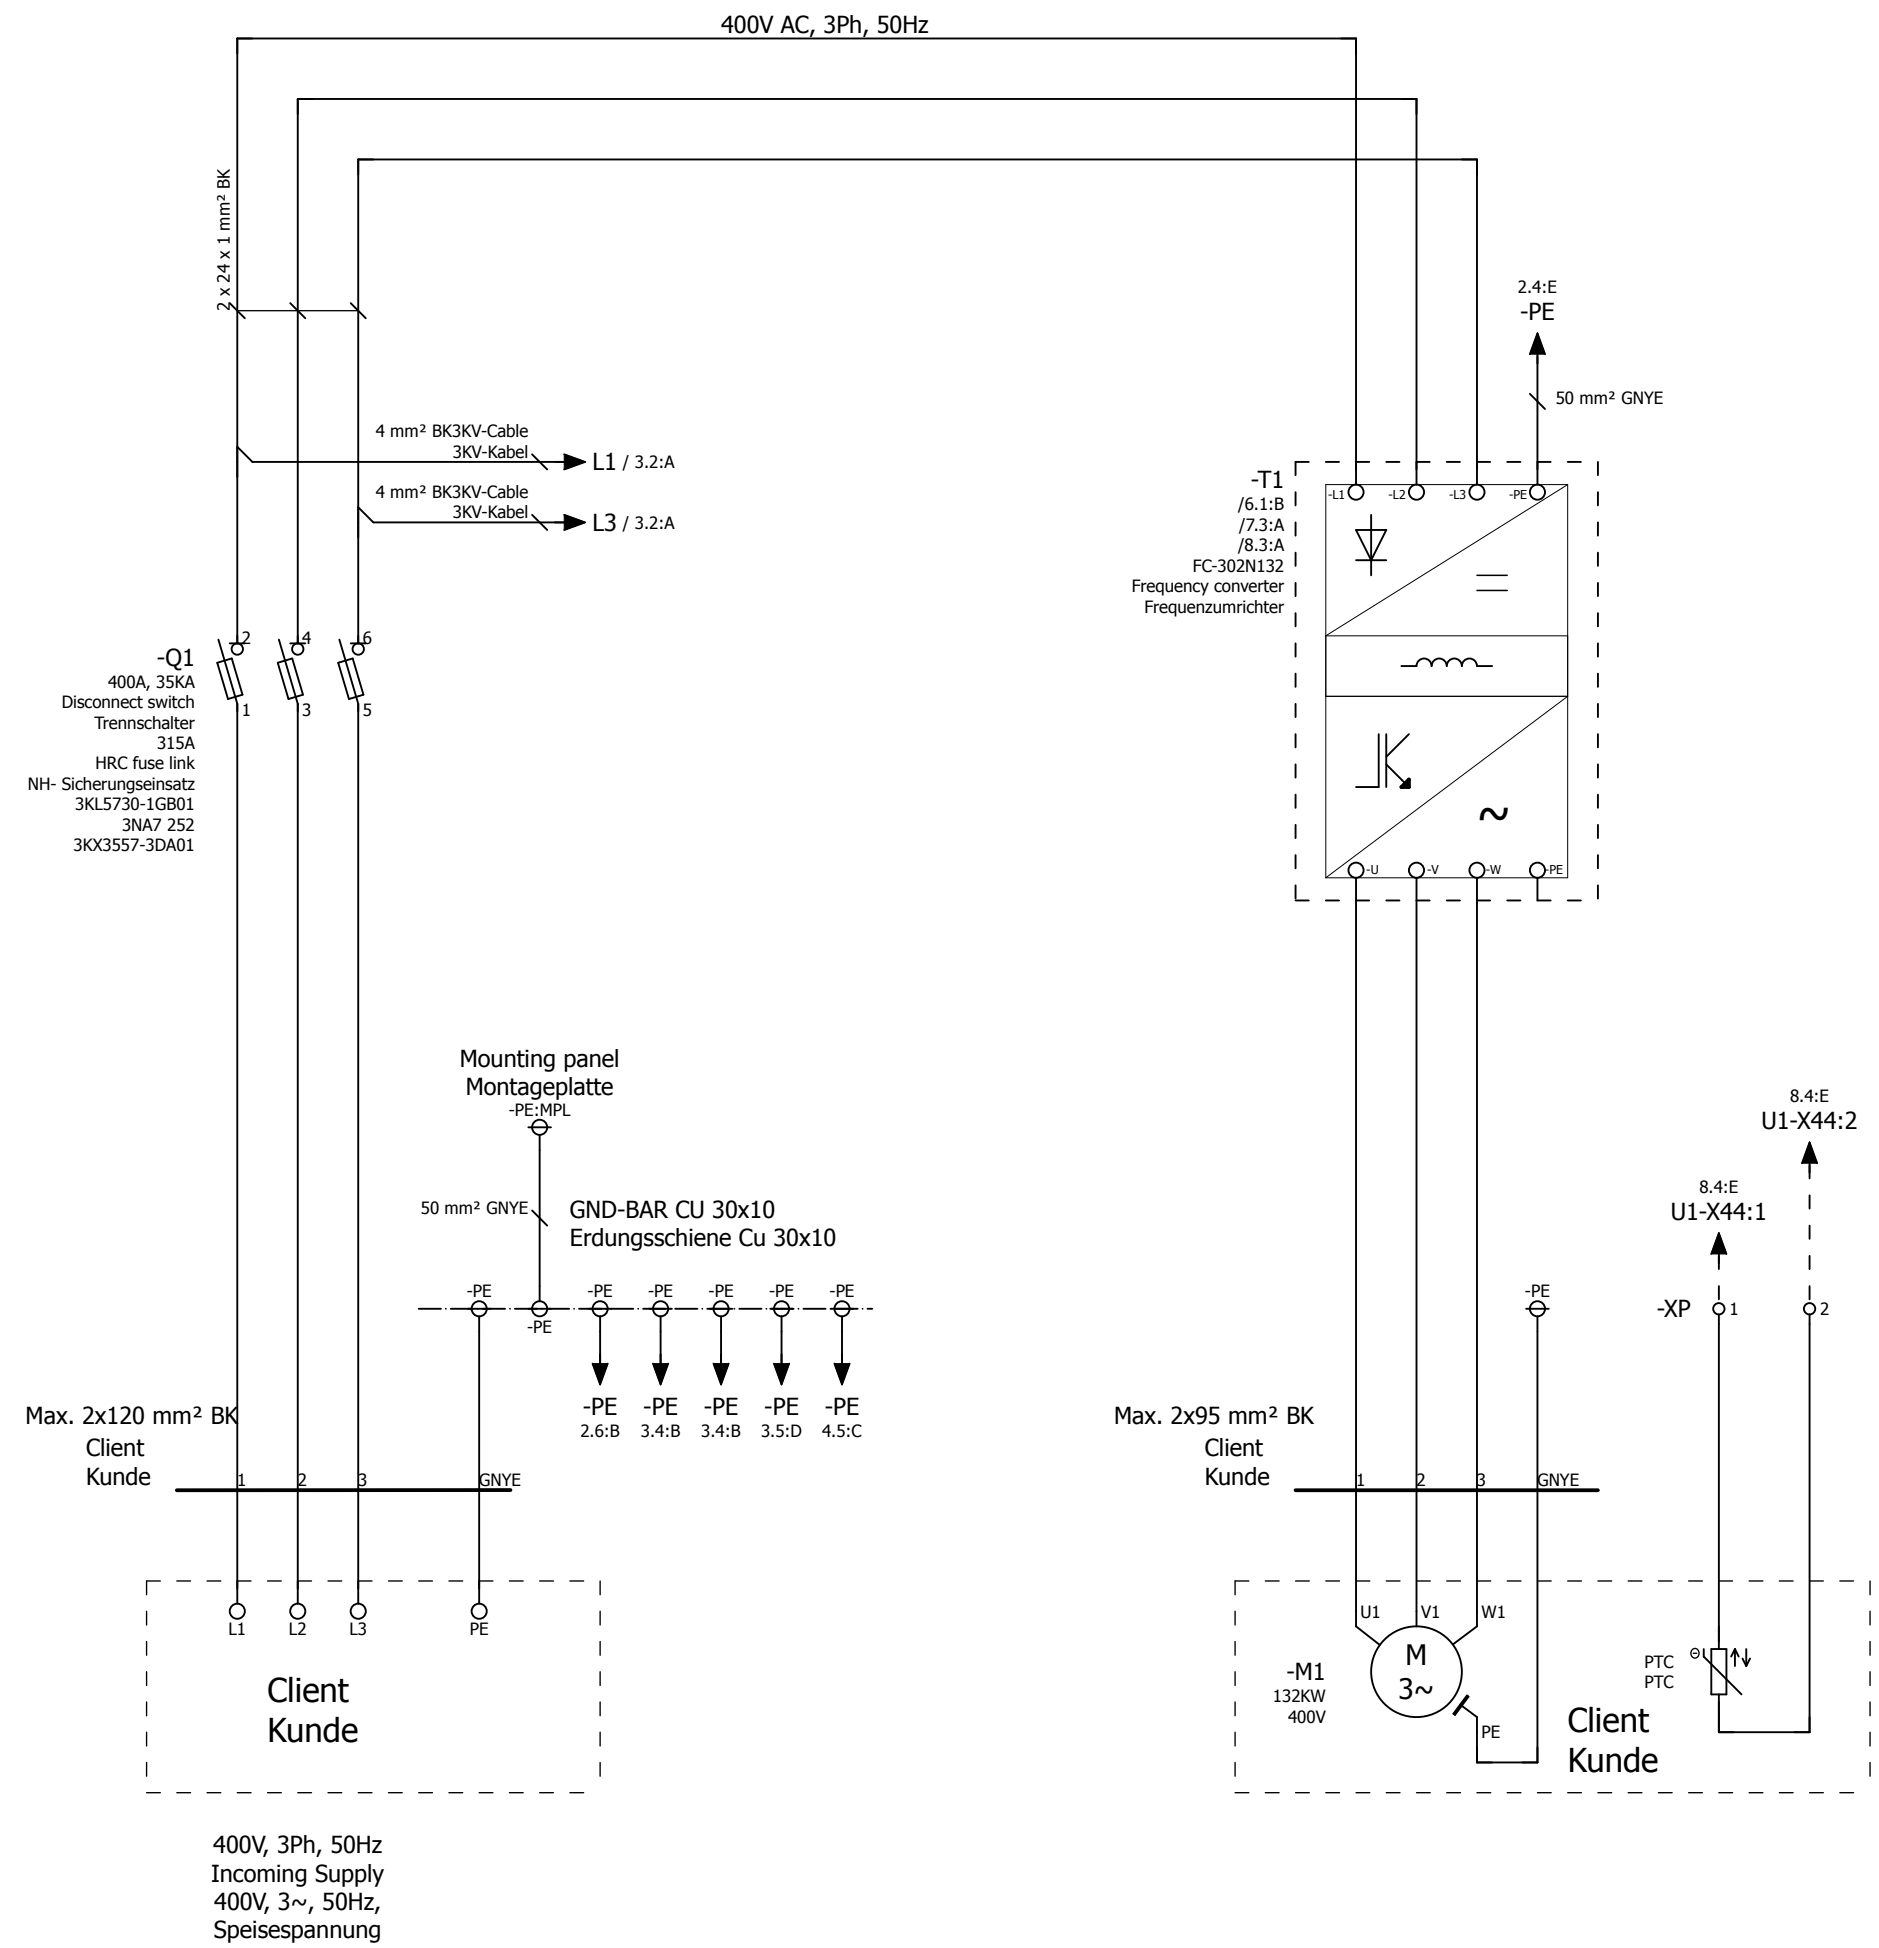 400V AC, 3Ph, 50Hz
2 x 24 x 1 mm² BK
2.4:E
-PE
50 mm² GNYE
4 mm² BK3KV-Cable
3KV-Kabel
L1 / 3.2:A
4 mm² BK3KV-Cable
3KV-Kabel
L3 / 3.2:A
-T1
/6.1:B
/7.3:A
/8.3:A
FC-302N132
Frequency converter
Frequenzumrichter
-L1 -L2 -L3 -PE
~
-U -V -W -PE
2 4 6
1 3 5
-Q1
400A, 35KA
Disconnect switch
Trennschalter
315A
HRC fuse link
NH- Sicherungseinsatz
3KL5730-1GB01
3NA7 252
3KX3557-3DA01
Mounting panel
Montageplatte
-PE:MPL
50 mm² GNYE
GND-BAR CU 30x10
Erdungsschiene Cu 30x10
-PE -PE -PE -PE -PE -PE
-PE
-PE -PE -PE -PE -PE
2.6:B 3.4:B 3.4:B 3.5:D 4.5:C
8.4:E
U1-X44:2
8.4:E
U1-X44:1
-PE
-XP 1 2
Max. 2x120 mm² BK
Client
Kunde
1 2 3 GNYE
Max. 2x95 mm² BK
Client
Kunde
1 2 3 GNYE
L1 L2 L3 PE
Client
Kunde
U1 V1 W1
M
3~
-M1
132KW
400V
PE
PTC
PTC
Θ
Client
Kunde
400V, 3Ph, 50Hz
Incoming Supply
400V, 3~, 50Hz,
Speisespannung